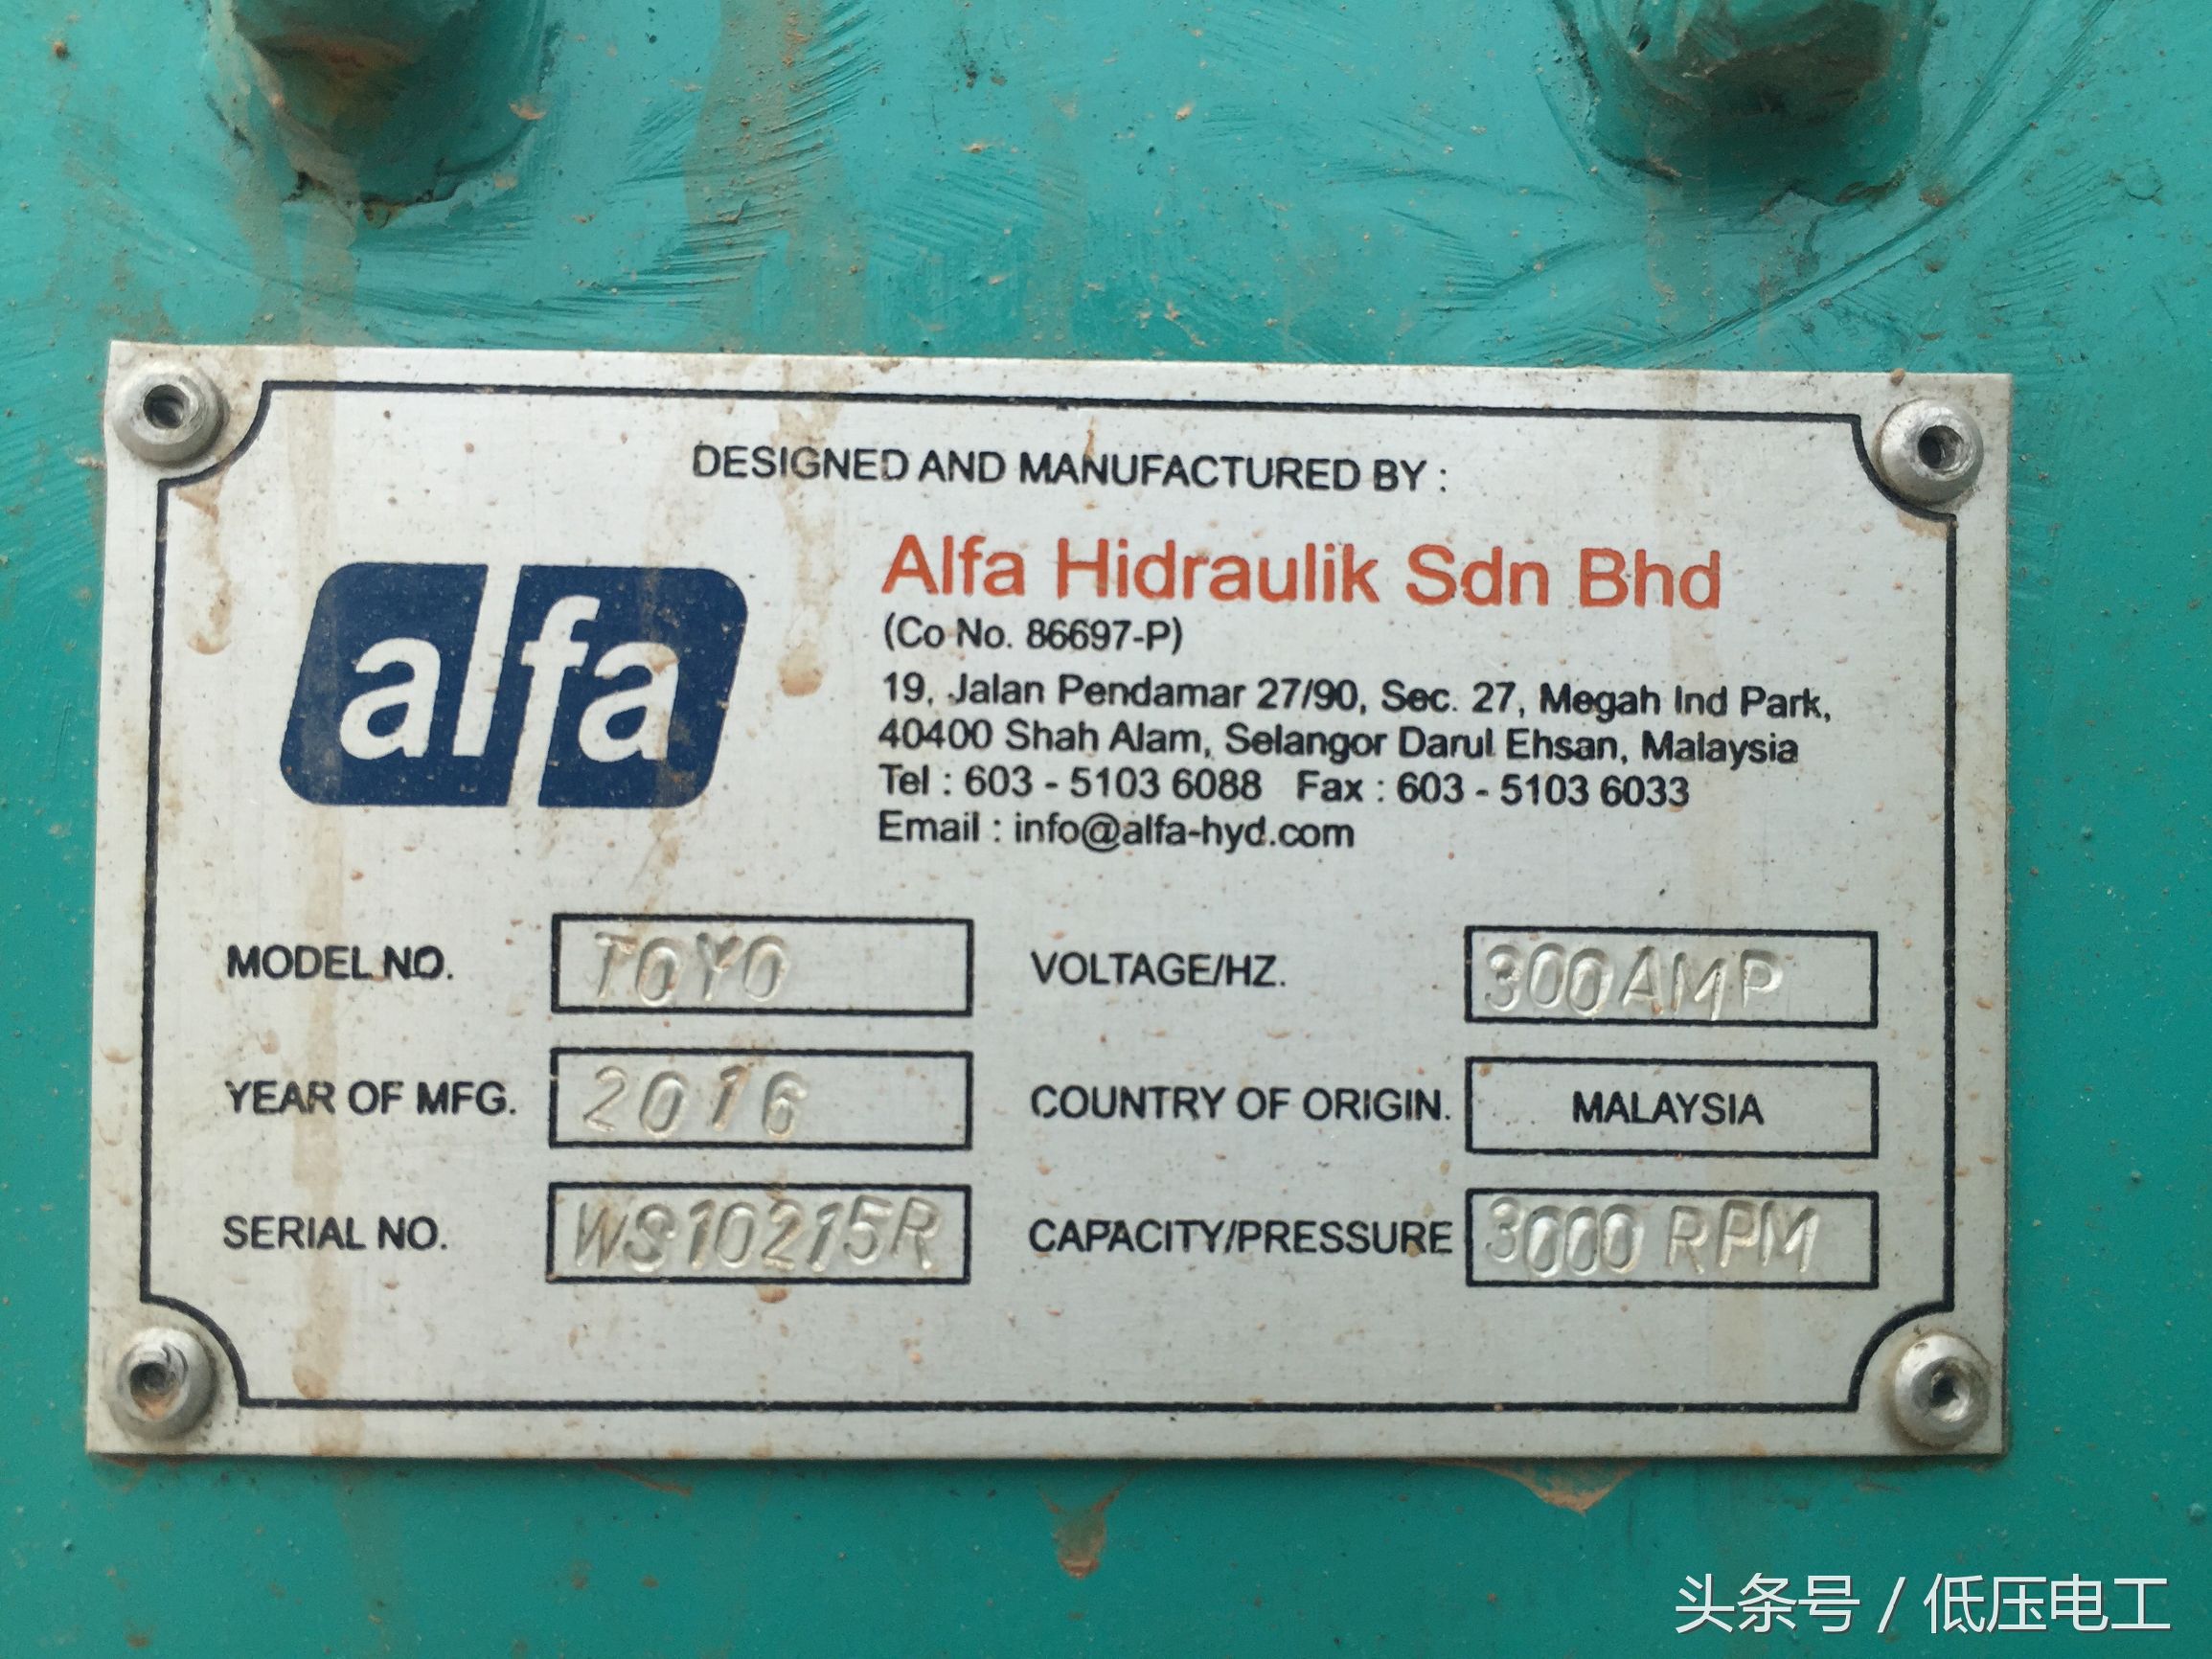 DESIGNED AND MANUFACTURED BY :
alfa
Alfa Hidraulik Sdn Bhd
(Co No. 86697-P)
19, Jalan Pendamar 27/90, Sec. 27, Megah Ind Park,
40400 Shah Alam, Selangor Darul Ehsan, Malaysia
Tel : 603 - 5103 6088 Fax : 603 - 5103 6033
Email : info@alfa-hyd.com
MODEL NO. TOYO VOLTAGE/HZ. 300AMP
YEAR OF MFG. 2016 COUNTRY OF ORIGIN. MALAYSIA
SERIAL NO. WS10215R CAPACITY/PRESSURE 3000 RPM
头条号 / 低压电工